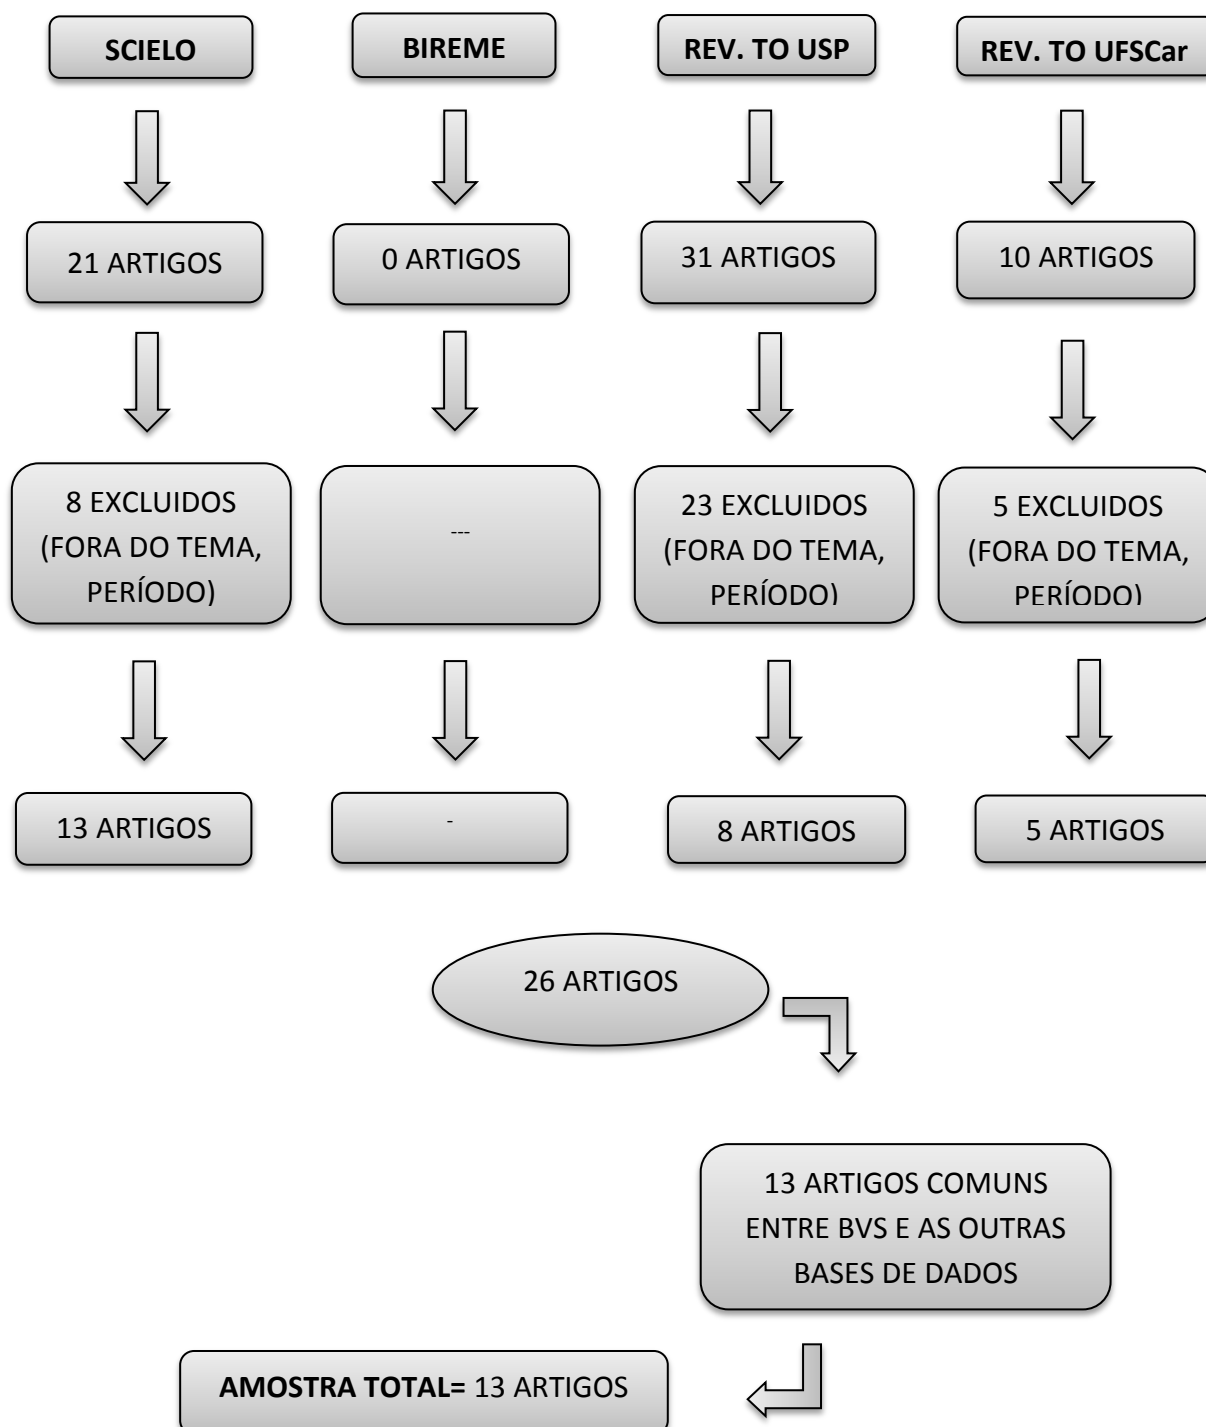 SCIELO
BIREME
REV. TO USP
REV. TO UFSCar
21 ARTIGOS
0 ARTIGOS
31 ARTIGOS
10 ARTIGOS
8 EXCLUIDOS
(FORA DO TEMA,
PERÍODO)
---
23 EXCLUIDOS
(FORA DO TEMA,
PERÍODO)
5 EXCLUIDOS
(FORA DO TEMA,
PERÍODO)
13 ARTIGOS
-
8 ARTIGOS
5 ARTIGOS
26 ARTIGOS
13 ARTIGOS COMUNS
ENTRE BVS E AS OUTRAS
BASES DE DADOS
AMOSTRA TOTAL= 13 ARTIGOS